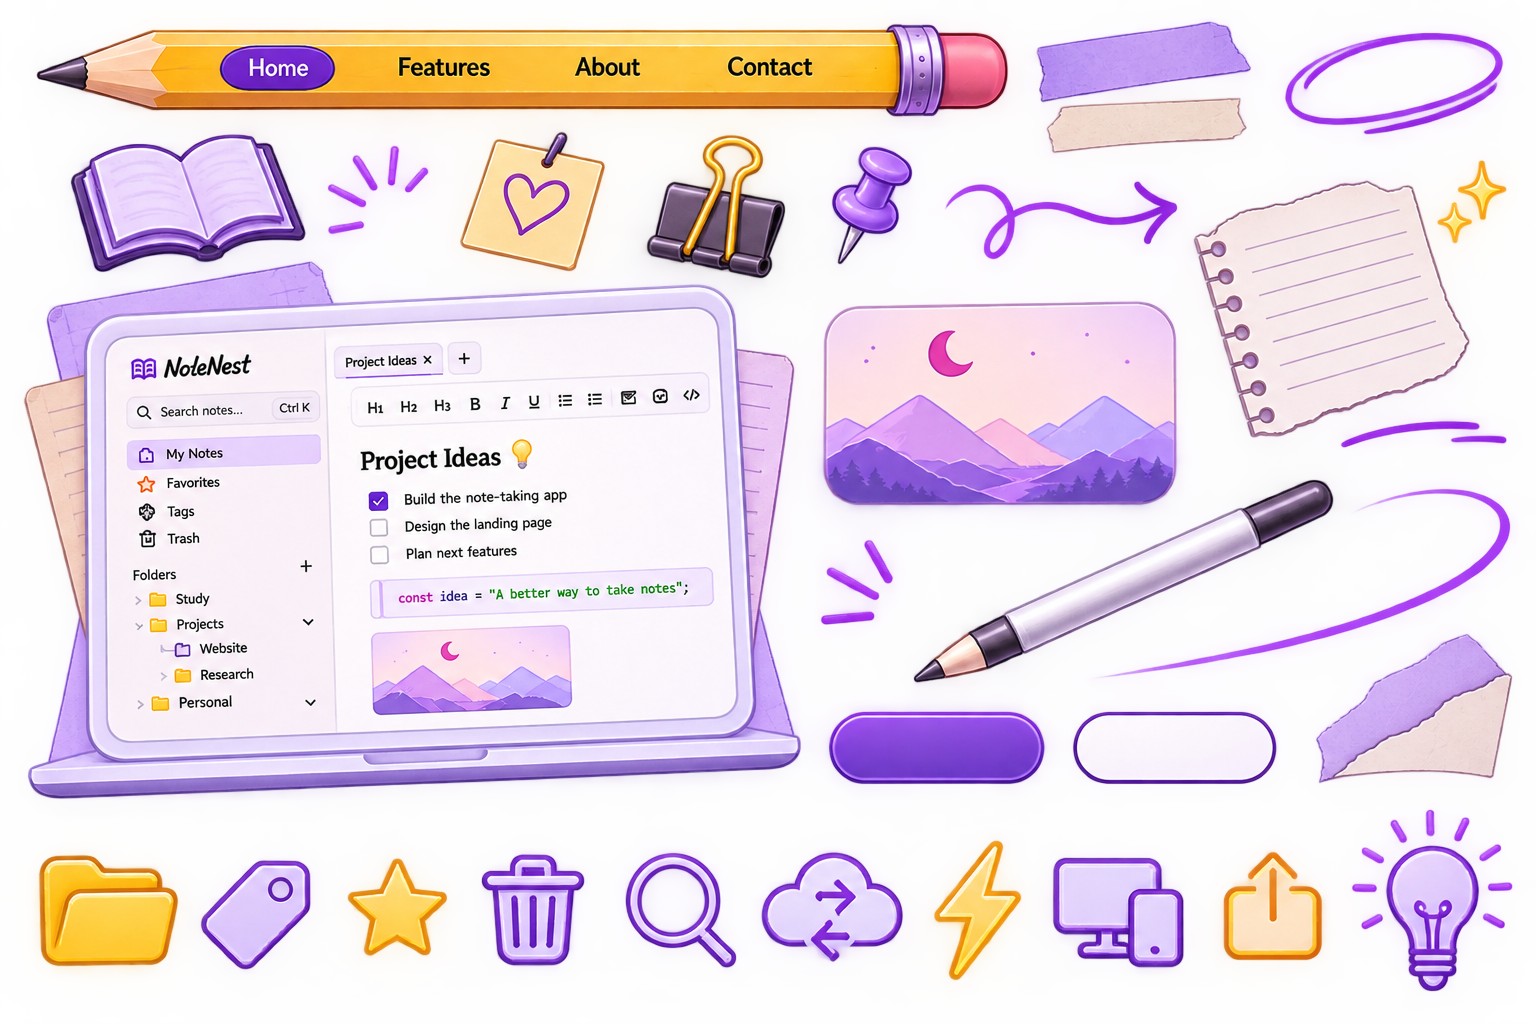 Home Features About Contact
NoteNest
Search notes... Ctrl K
My Notes
Favorites
Tags
Trash
Folders +
Study
Projects
Website
Research
Personal
Project Ideas × +
H1 H2 H3 B I U </>
Project Ideas
Build the note-taking app
Design the landing page
Plan next features
const idea = "A better way to take notes";